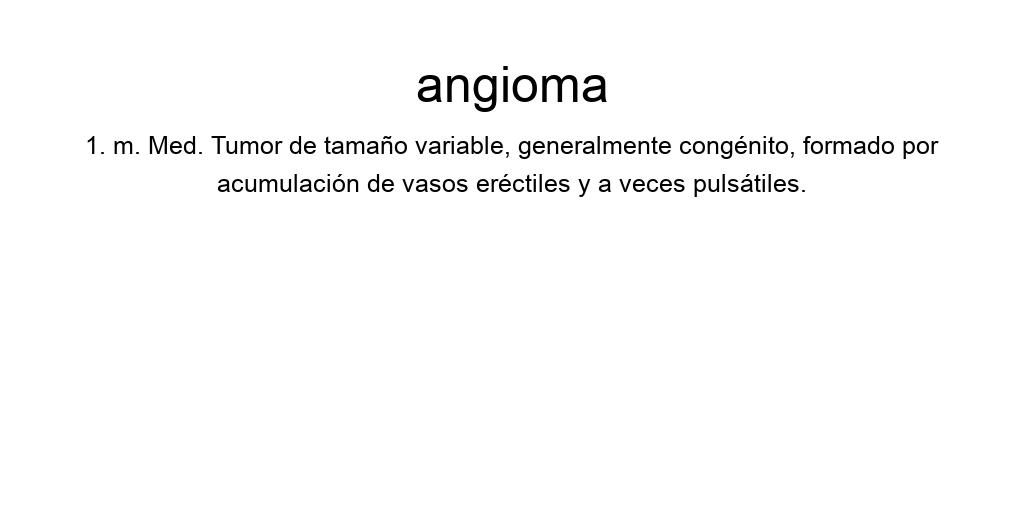 angioma
1. m. Med. Tumor de tamaño variable, generalmente congénito, formado por
acumulación de vasos eréctiles y a veces pulsátiles.